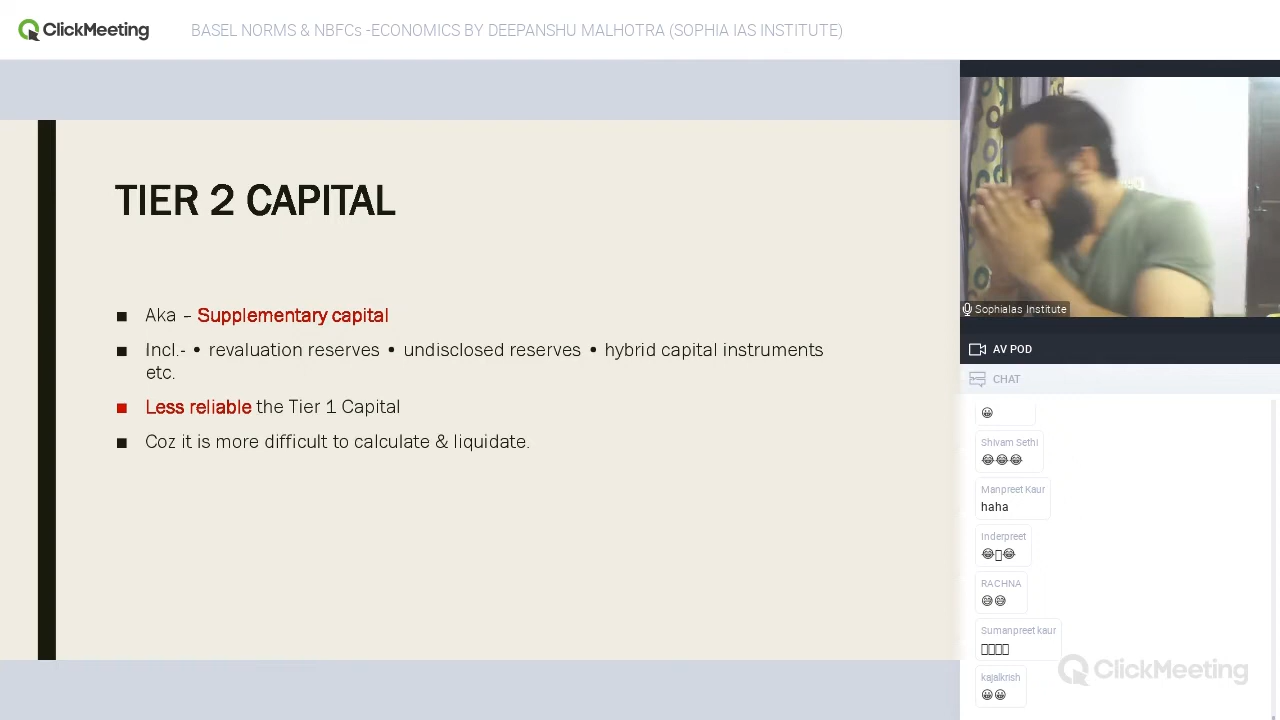 ClickMeeting
BASEL NORMS & NBFCs -ECONOMICS BY DEEPANSHU MALHOTRA (SOPHIA IAS INSTITUTE)
TIER 2 CAPITAL
■ Aka – Supplementary capital
■ Incl.- • revaluation reserves • undisclosed reserves • hybrid capital instruments
etc.
■ Less reliable the Tier 1 Capital
■ Coz it is more difficult to calculate & liquidate.
SophiaIas Institute
AV POD
CHAT
😀
Shivam Sethi
😂😂😂
Manpreet Kaur
haha
Inderpreet
😂▯😂
RACHNA
😅😅
Sumanpreet kaur
▯▯▯▯
kajalkrish
😀😀
ClickMeeting